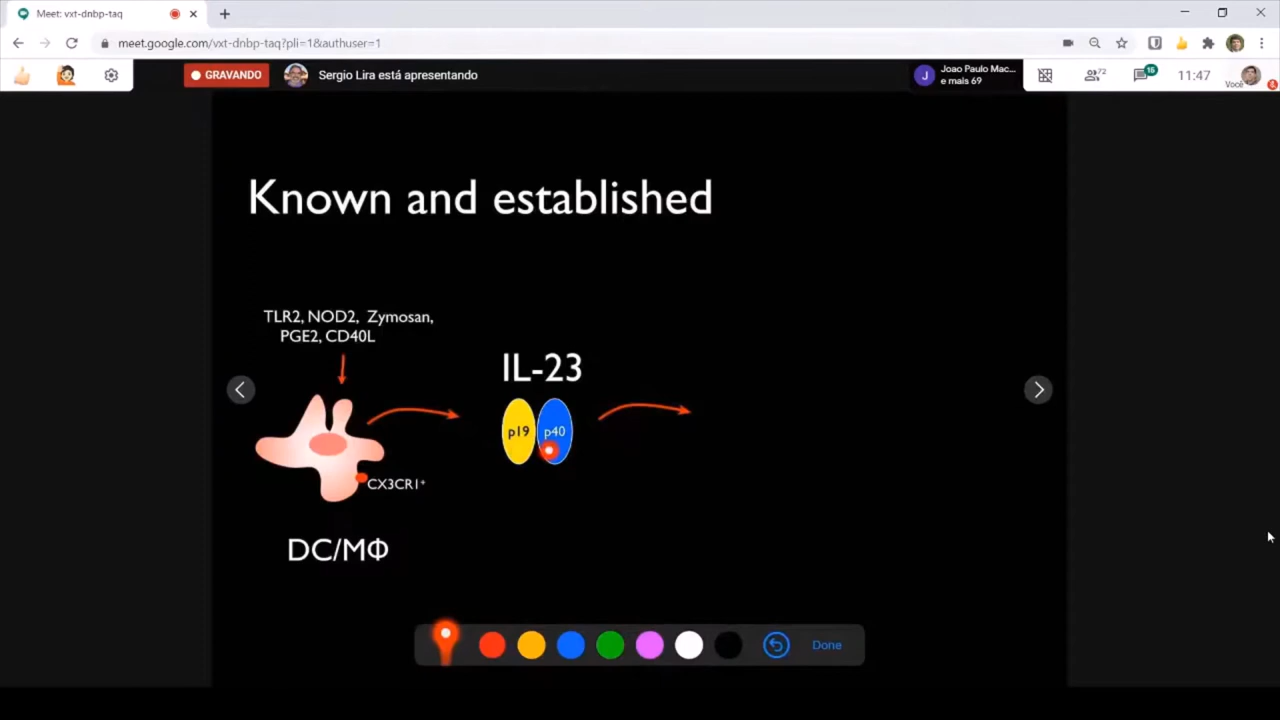 Meet: vxt-dnbp-taq
meet.google.com/vxt-dnbp-taq?pli=1&authuser=1
GRAVANDO
Sergio Lira está apresentando
J
Joao Paulo Mac...
e mais 69
72
15
11:47
Você
Known and established
TLR2, NOD2, Zymosan,
PGE2, CD40L
IL-23
p19
p40
CX3CR1⁺
DC/MΦ
Done